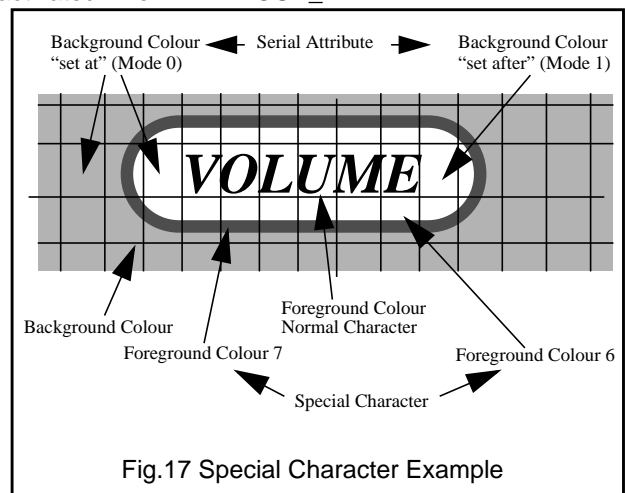 Background Colour
"set at" (Mode 0)
Serial Attribute
Background Colour
"set after" (Mode 1)
VOLUME
Background Colour
Foreground Colour 7
Foreground Colour
Normal Character
Foreground Colour 6
Special Character
Fig.17 Special Character Example